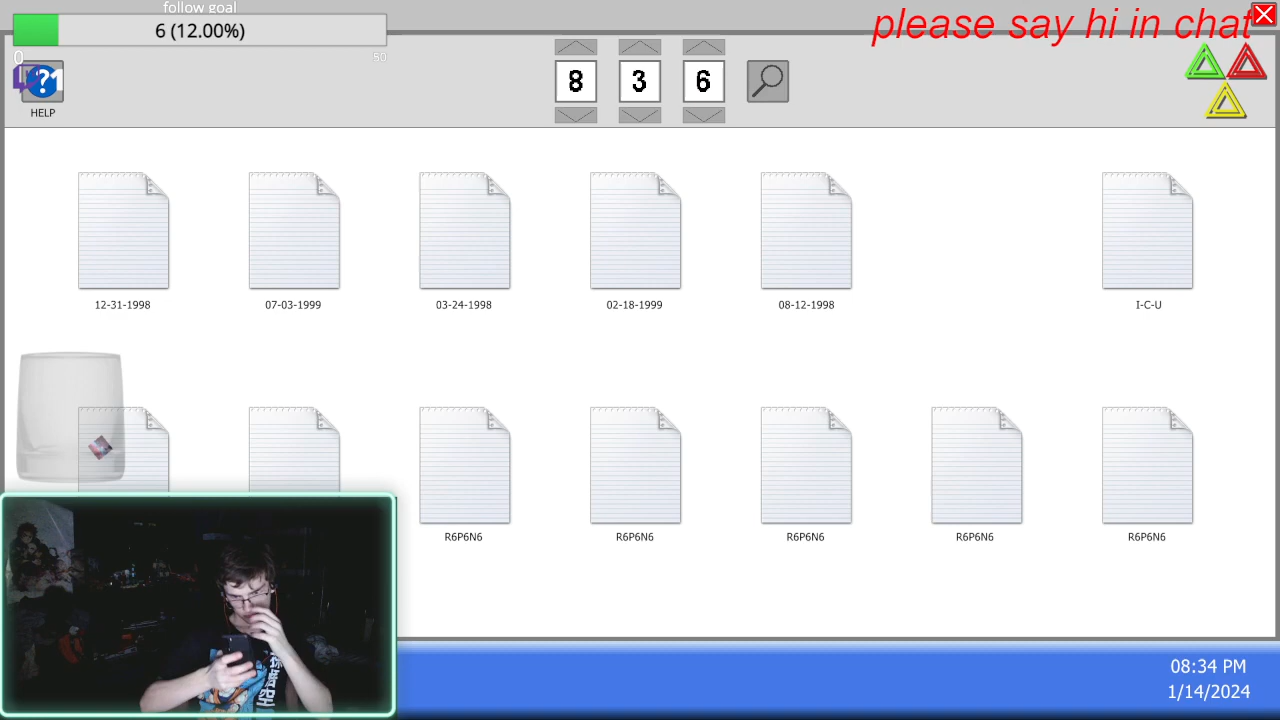 follow goal
6 (12.00%)
0
50
please say hi in chat
HELP
8 3 6
12-31-1998
07-03-1999
03-24-1998
02-18-1999
08-12-1998
I-C-U
R6P6N6
R6P6N6
R6P6N6
R6P6N6
R6P6N6
08:34 PM
1/14/2024